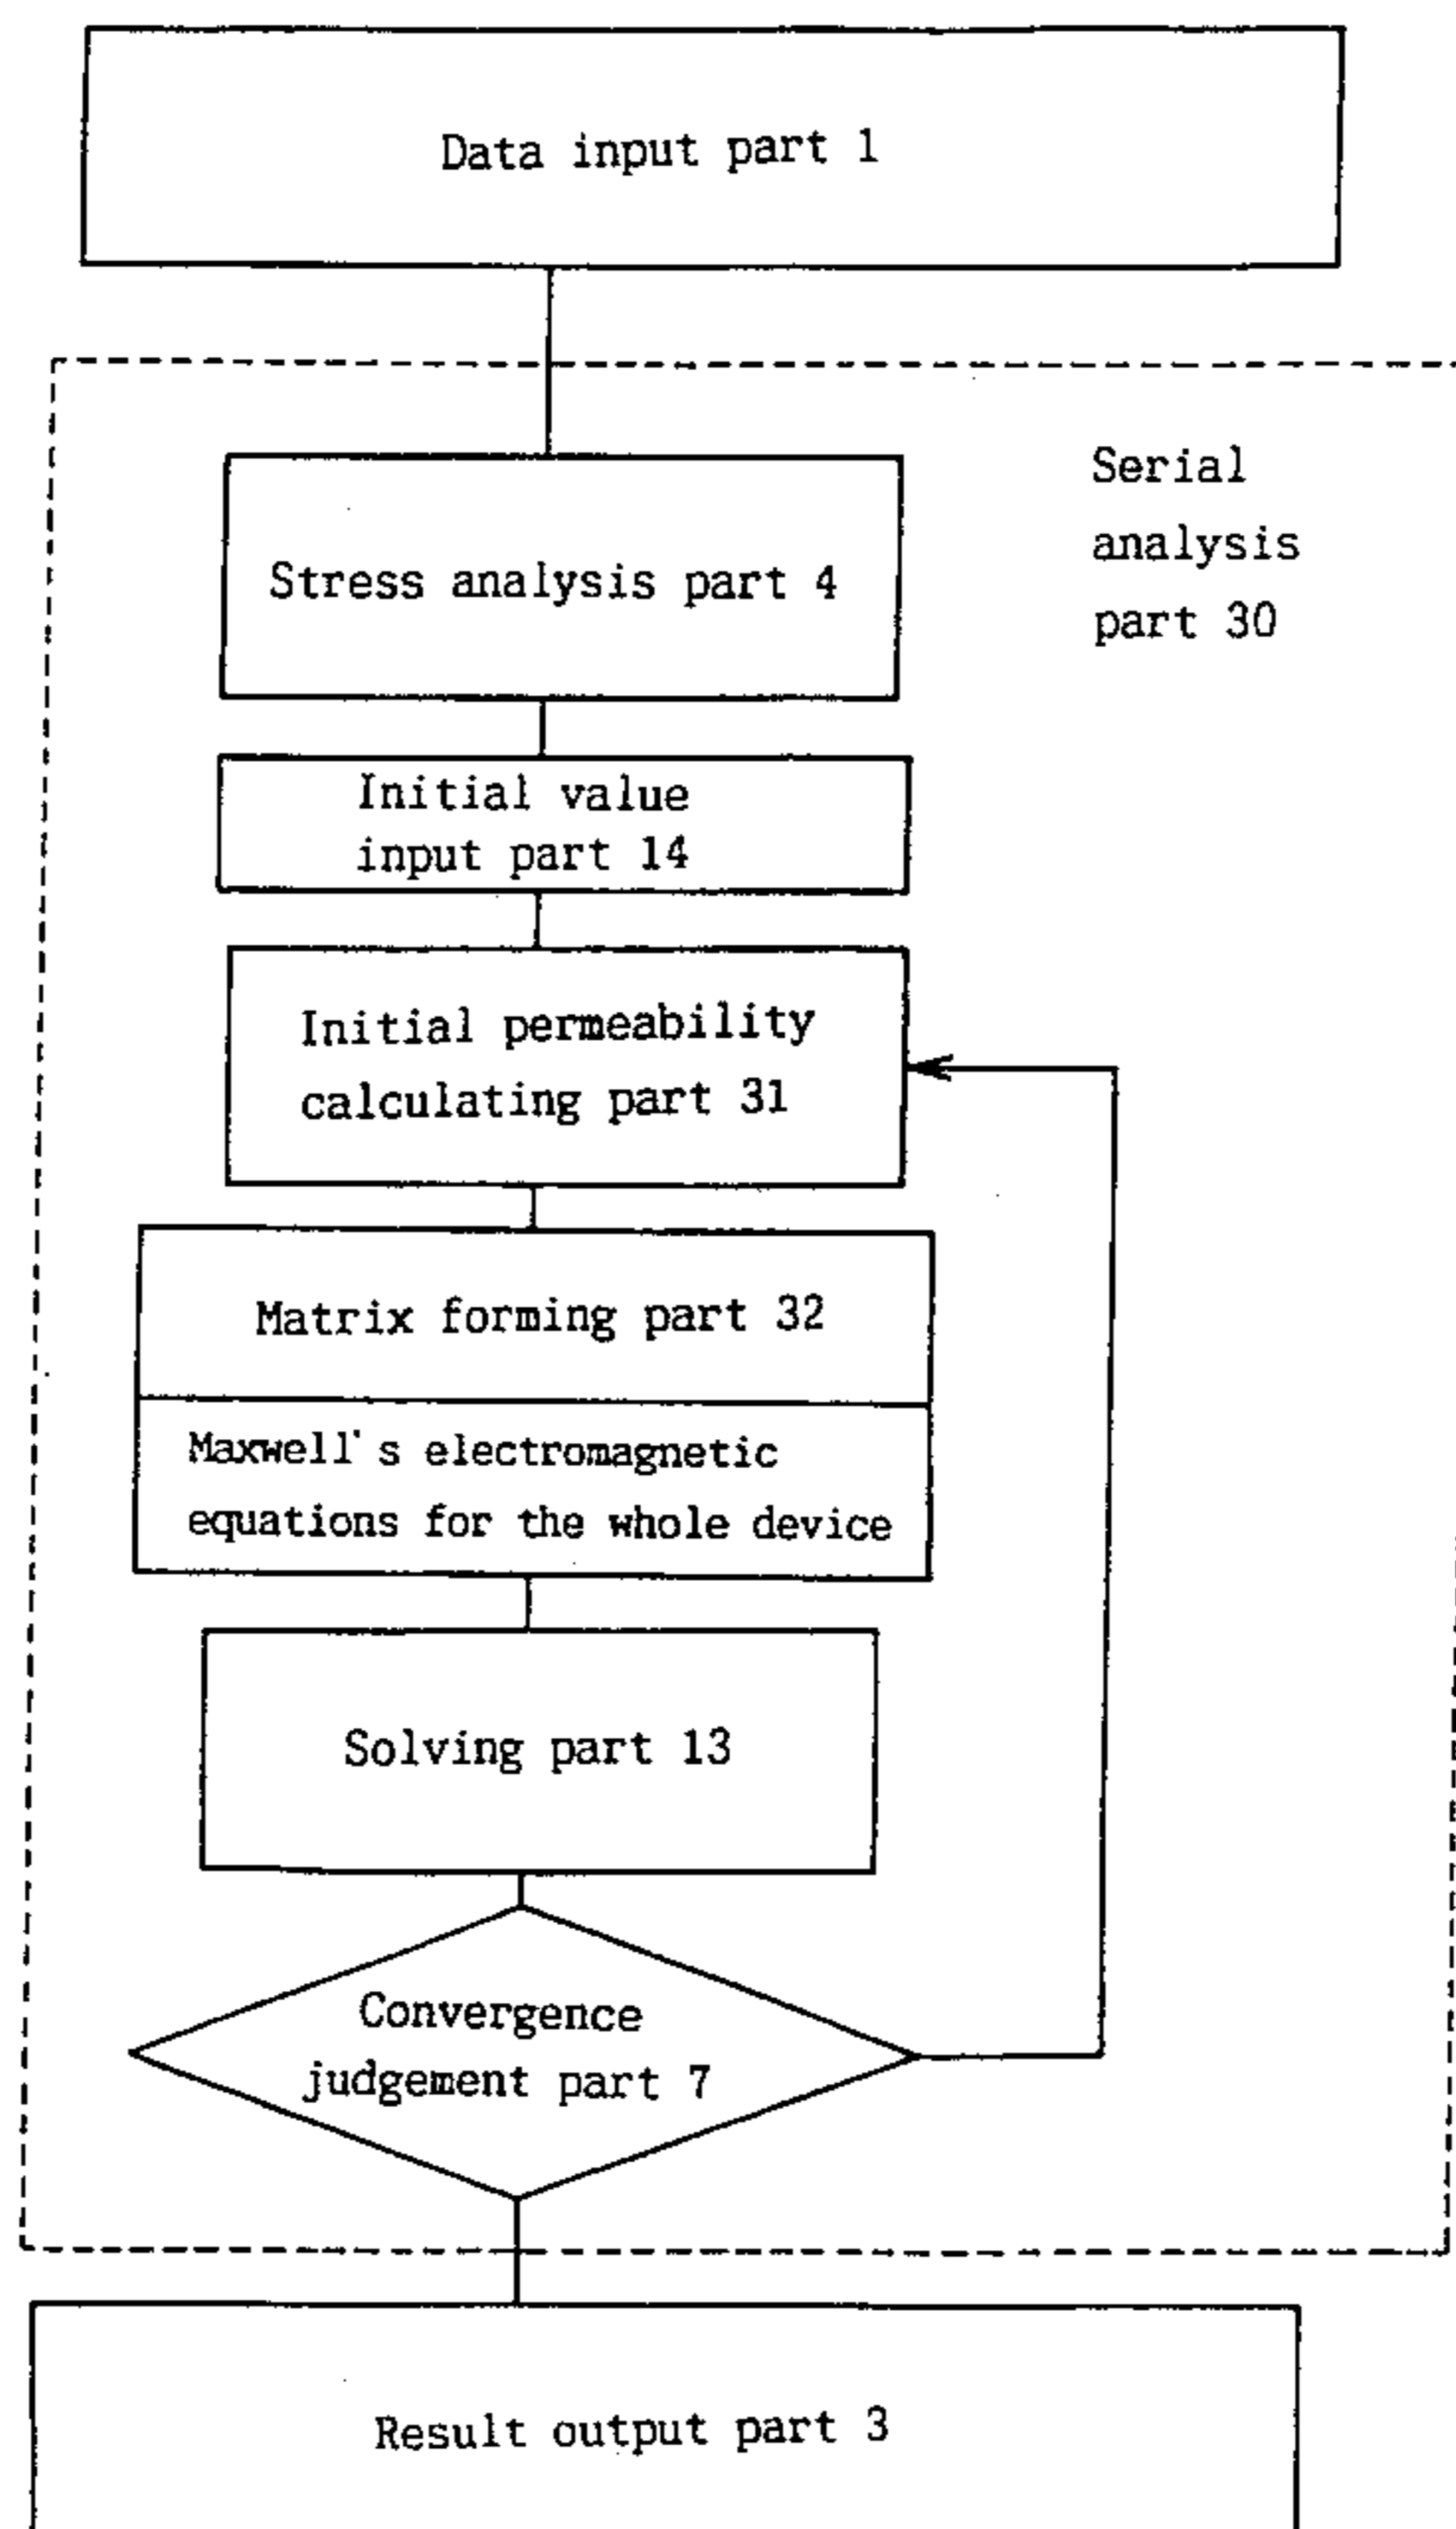 Data input part 1
Serial
analysis
part 30
Stress analysis part 4
Initial value
input part 14
Initial permeability
calculating part 31
Matrix forming part 32
Maxwell's electromagnetic
equations for the whole device
Solving part 13
Convergence
judgement part 7
Result output part 3